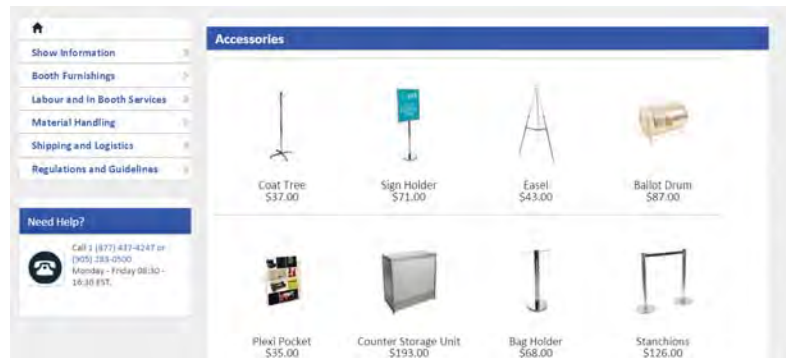 Show Information
Booth Furnishings
Labour and In Booth Services
Material Handling
Shipping and Logistics
Regulations and Guidelines
Need Help?
Call 1 (877) 437-4247 or
(905) 283-0500
Monday - Friday 08:30 -
16:30 EST.
Accessories
Coat Tree
$37.00
Sign Holder
$71.00
Easel
$43.00
Ballot Drum
$87.00
Plexi Pocket
$35.00
Counter Storage Unit
$193.00
Bag Holder
$68.00
Stanchions
$126.00